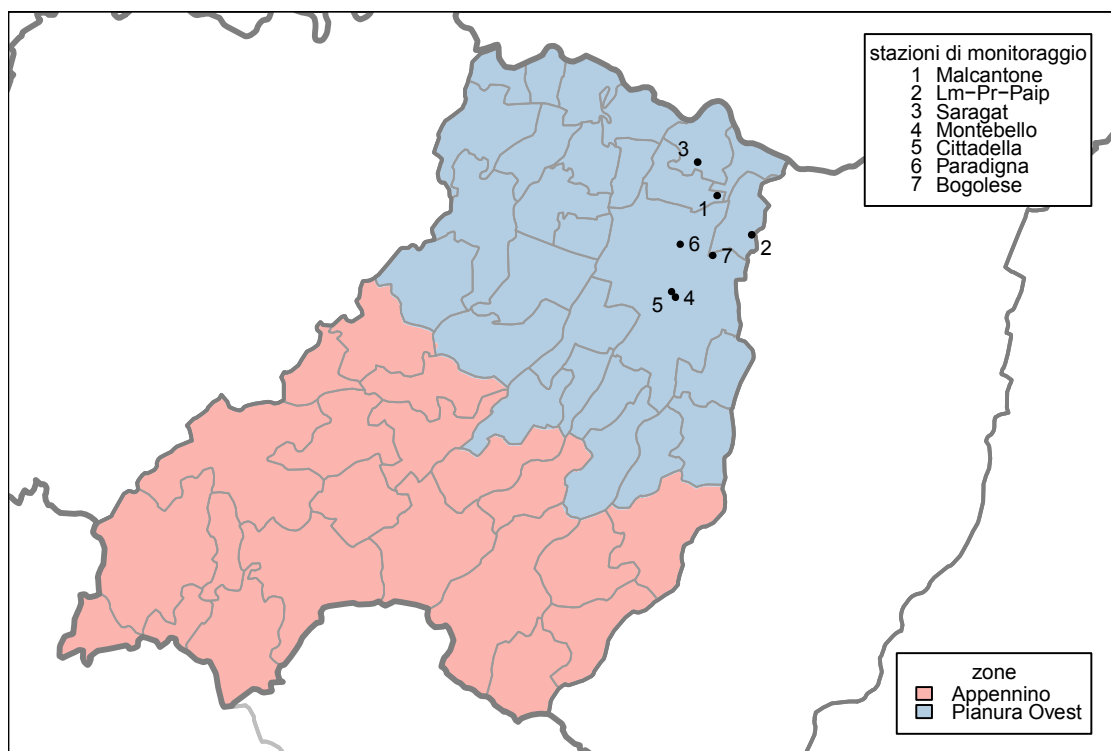 stazioni di monitoraggio
1 Malcantone
2 Lm−Pr−Paip
3 Saragat
4 Montebello
5 Cittadella
6 Paradigna
7 Bogolese
3
1
2
6
7
5
4
zone
Appennino
Pianura Ovest